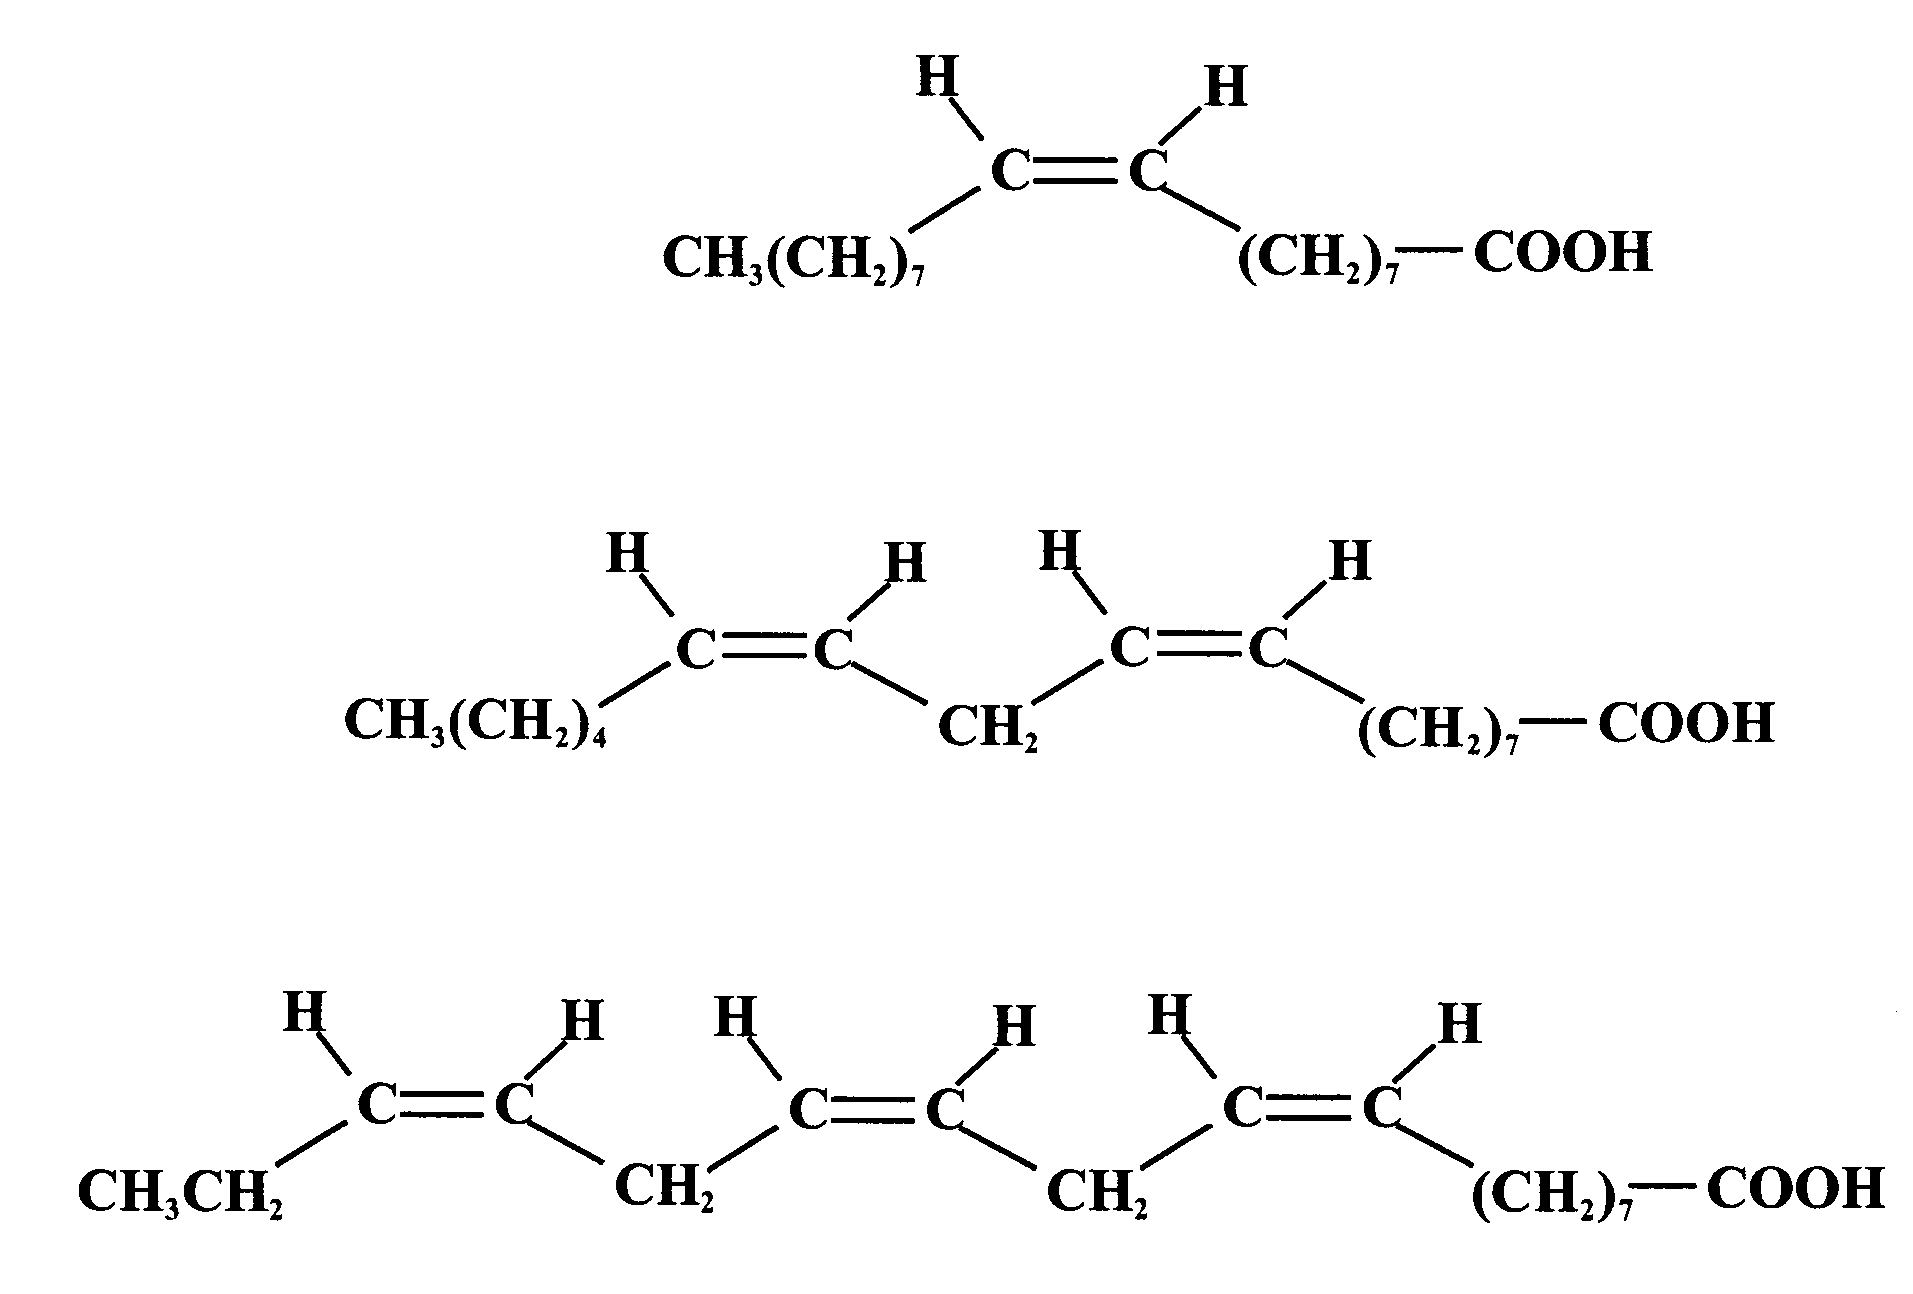 H H
C C
CH₃(CH₂)₇ (CH₂)₇ COOH
H H H H
C C C C
CH₃(CH₂)₄ CH₂ (CH₂)₇ COOH
H H H H H H
C C C C C C
CH₃CH₂ CH₂ CH₂ (CH₂)₇ COOH